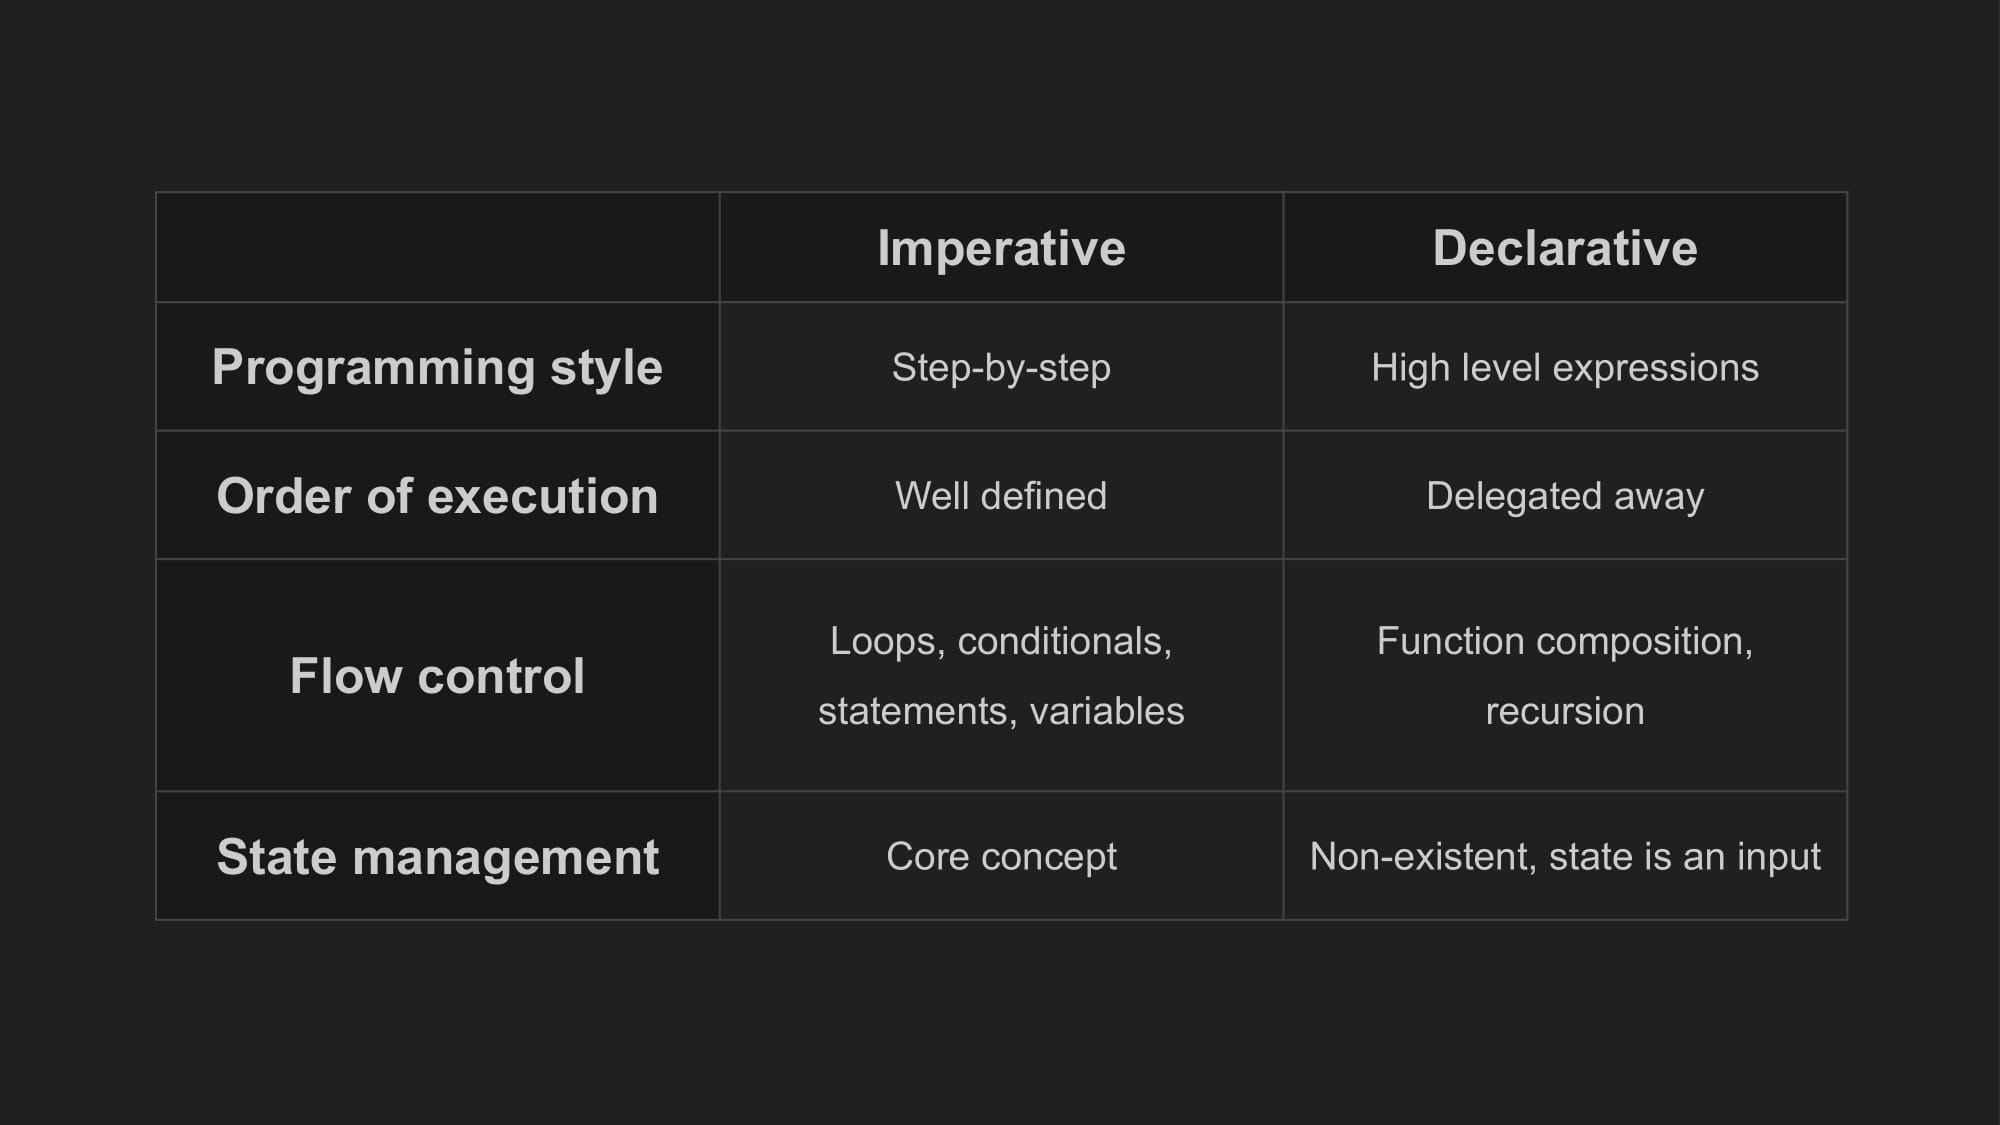 Imperative
Declarative
Programming style
Step-by-step
High level expressions
Order of execution
Well defined
Delegated away
Flow control
Loops, conditionals,
statements, variables
Function composition,
recursion
State management
Core concept
Non-existent, state is an input